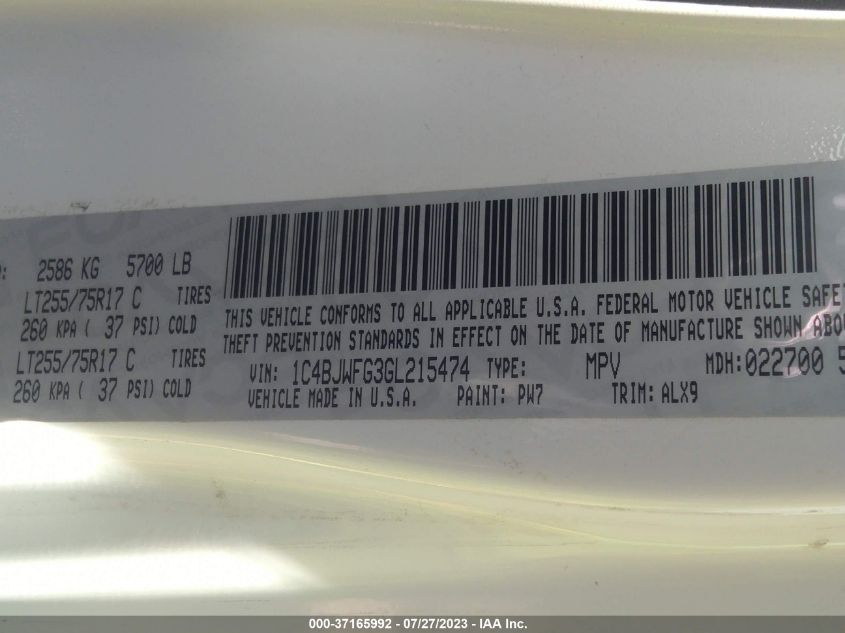 2586 KG 5700 LB
LT255/75R17 C TIRES
260 KPA ( 37 PSI) COLD
LT255/75R17 C TIRES
260 KPA ( 37 PSI) COLD
THIS VEHICLE CONFORMS TO ALL APPLICABLE U.S.A. FEDERAL MOTOR VEHICLE SAFE
THEFT PREVENTION STANDARDS IN EFFECT ON THE DATE OF MANUFACTURE SHOWN ABO
VIN: 1C4BJWFG3GL215474 TYPE: MPV MDH: 022700 5
VEHICLE MADE IN U.S.A. PAINT: PW7 TRIM: ALX9
000-37165992 - 07/27/2023 - IAA Inc.